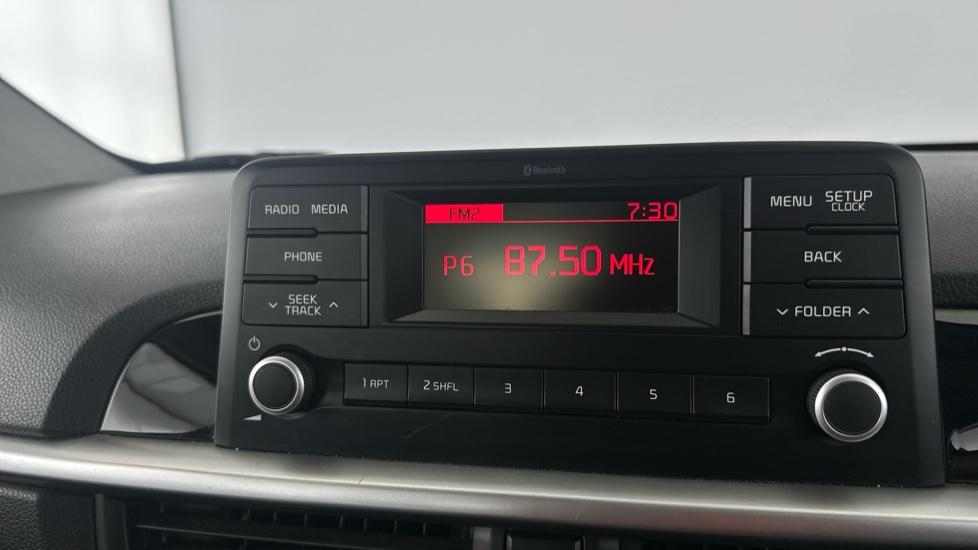 Bluetooth
RADIO MEDIA
PHONE
SEEK
TRACK
FM2 7:30
P6 87.50 MHz
MENU SETUP
CLOCK
BACK
FOLDER
1 RPT 2 SHFL 3 4 5 6